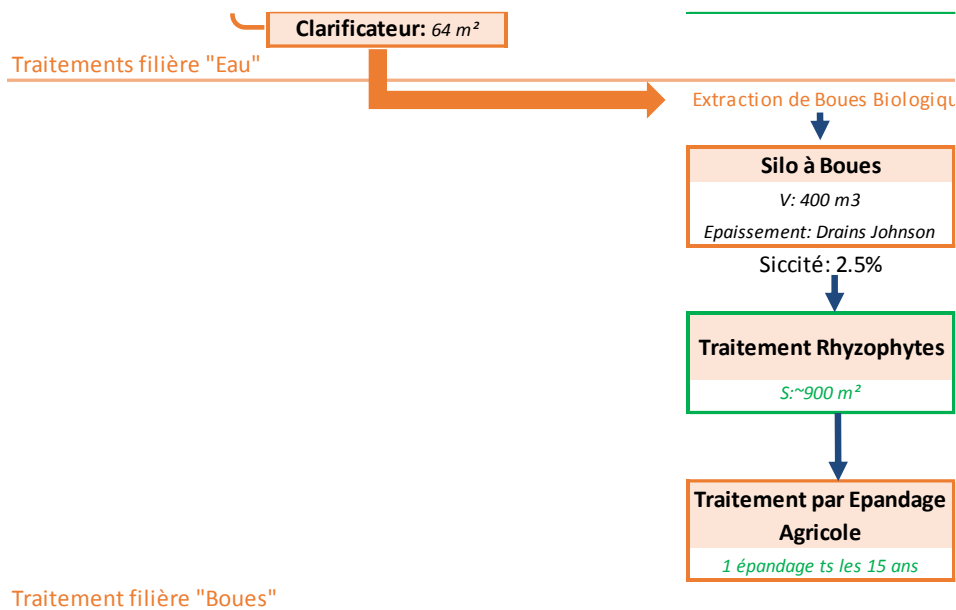 Clarificateur: 64 m²
Traitements filière "Eau"
Extraction de Boues Biologiqu
Silo à Boues
V: 400 m3
Epaissement: Drains Johnson
Siccité: 2.5%
Traitement Rhyzophytes
S:~900 m²
Traitement par Epandage
Agricole
1 épandage ts les 15 ans
Traitement filière "Boues"